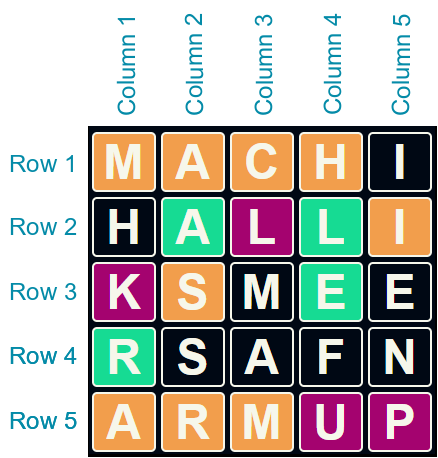 Column 1 Column 2 Column 3 Column 4 Column 5
Row 1 M A C H I
Row 2 H A L L I
Row 3 K S M E E
Row 4 R S A F N
Row 5 A R M U P